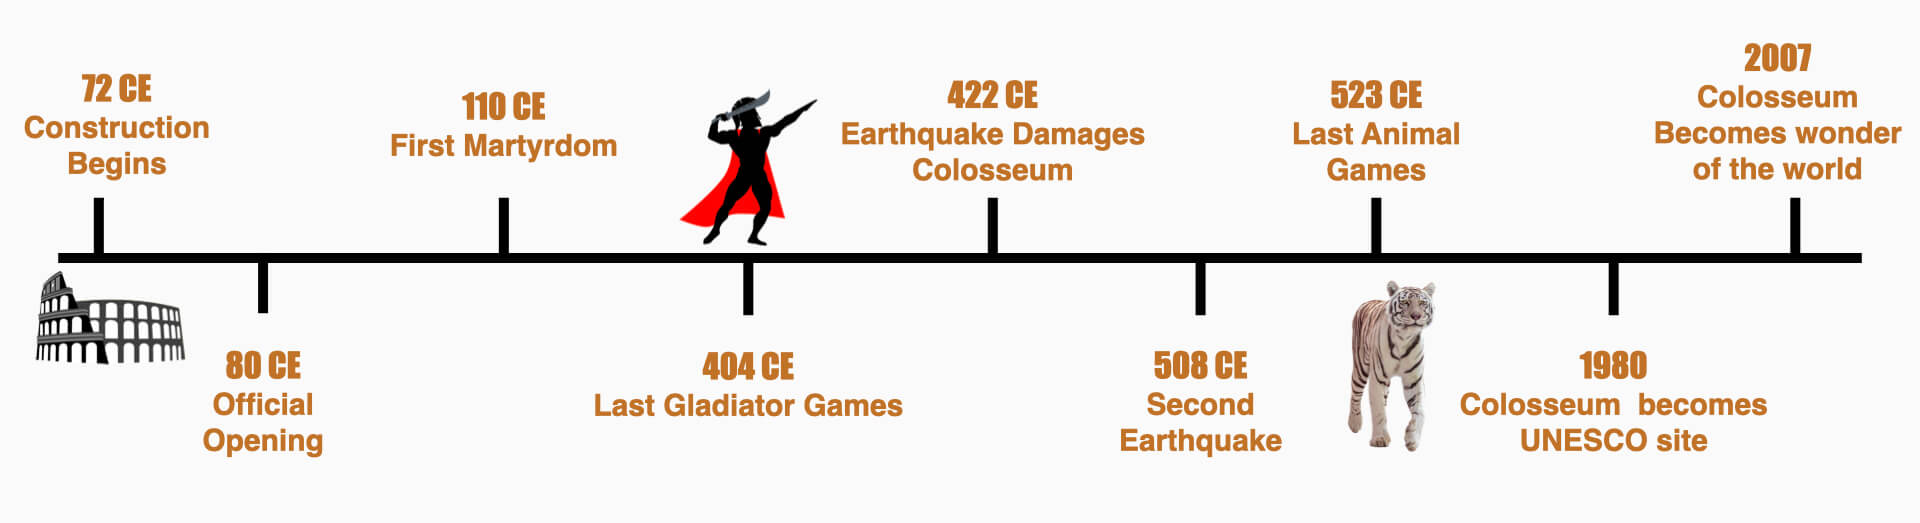 72 CE
Construction
Begins
80 CE
Official
Opening
110 CE
First Martyrdom
404 CE
Last Gladiator Games
422 CE
Earthquake Damages
Colosseum
508 CE
Second
Earthquake
523 CE
Last Animal
Games
1980
Colosseum  becomes
UNESCO site
2007
Colosseum
Becomes wonder
of the world